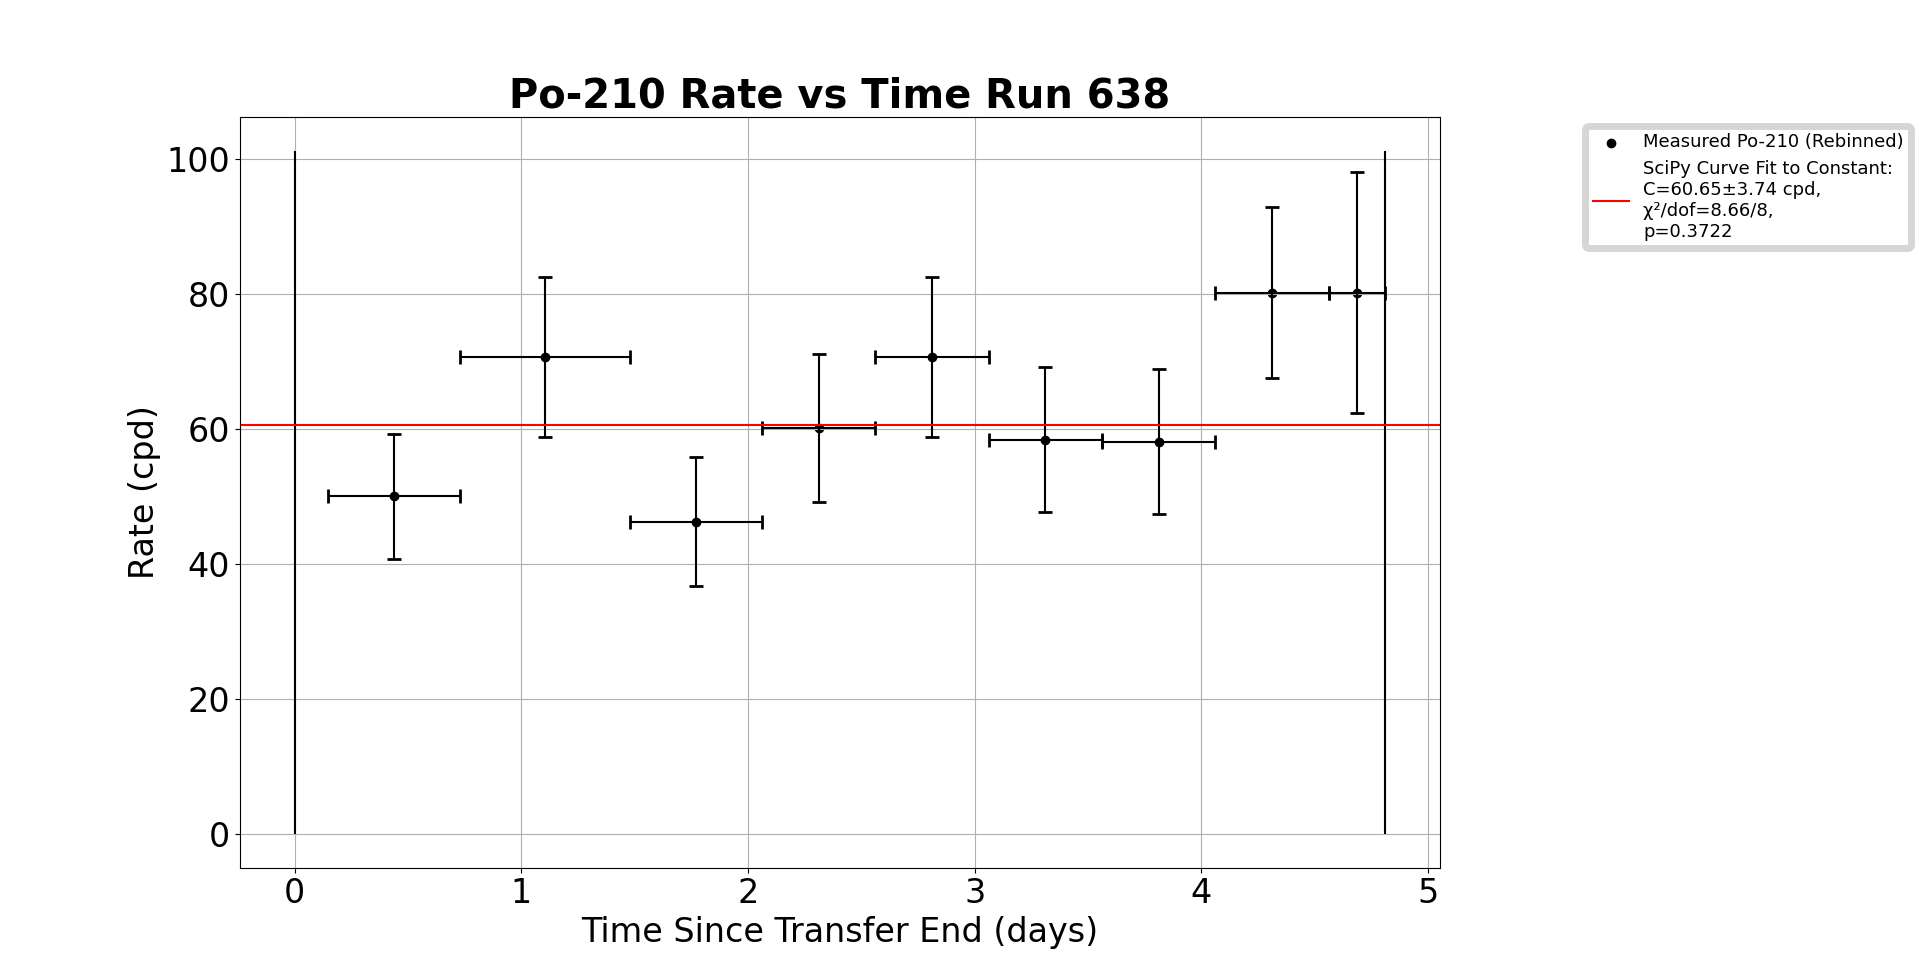 Po-210 Rate vs Time Run 638
Measured Po-210 (Rebinned)
SciPy Curve Fit to Constant:
C=60.65±3.74 cpd,
χ²/dof=8.66/8,
p=0.3722
Rate (cpd)
100
80
60
40
20
0
0 1 2 3 4 5
Time Since Transfer End (days)